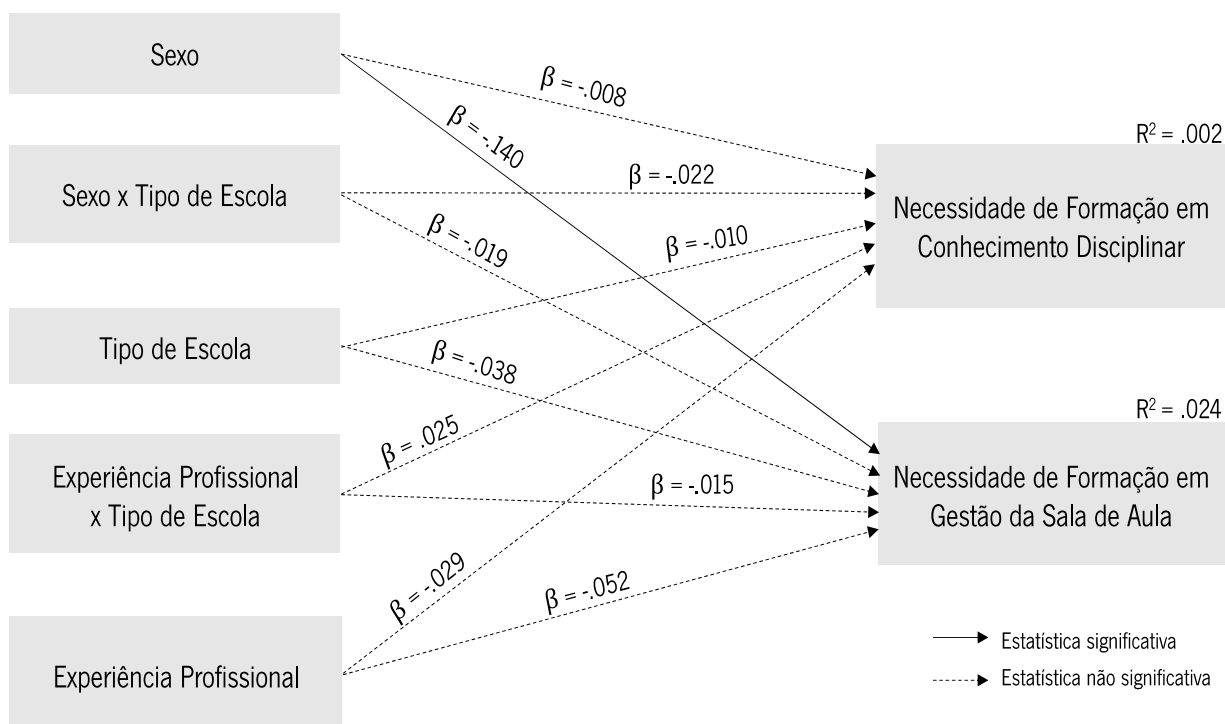 Sexo
β = -.008
β = -.140
R² = .002
Sexo x Tipo de Escola
β = -.022
Necessidade de Formação em
Conhecimento Disciplinar
β = -.019
β = -.010
Tipo de Escola
β = -.038
R² = .024
β = .025
Experiência Profissional
x Tipo de Escola
β = -.015
Necessidade de Formação em
Gestão da Sala de Aula
β = -.029
β = -.052
Experiência Profissional
Estatística significativa
Estatística não significativa